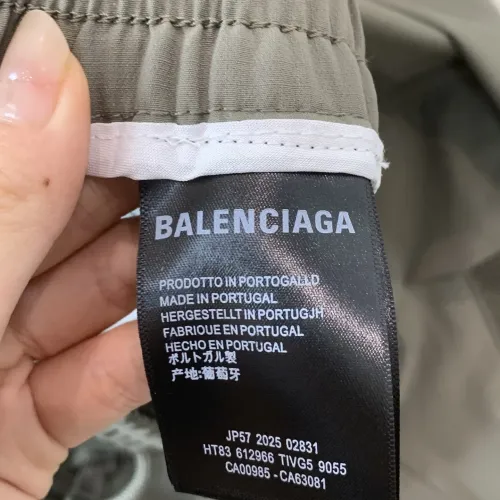 BALENCIAGA
PRODOTTO IN PORTOGALLO
MADE IN PORTUGAL
HERGESTELLT IN PORTUGJH
FABRIQUE EN PORTUGAL
HECHO EN PORTUGAL
ポルトガル製
产地:葡萄牙
JP57 2025 02831
HT83 612966 TIVG5 9055
CA00985 - CA63081